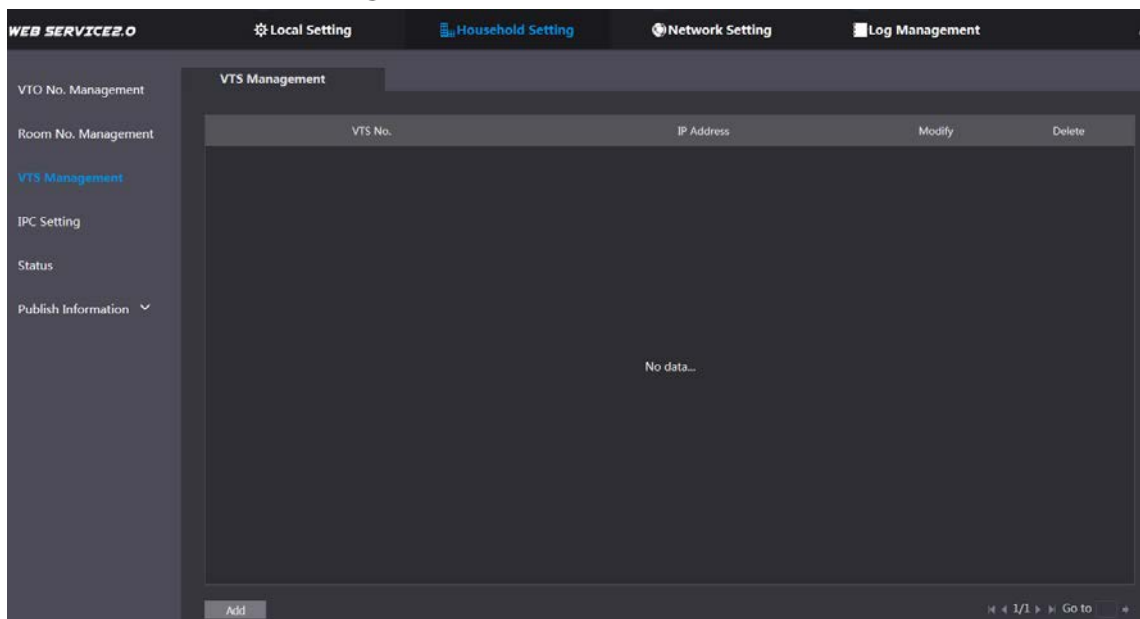 WEB SERVICE2.0 Local Setting Household Setting Network Setting Log Management
VTS Management
VTO No. Management
VTS No. IP Address Modify Delete
Room No. Management
VTS Management
IPC Setting
Status
Publish Information
No data...
Add 1/1 Go to